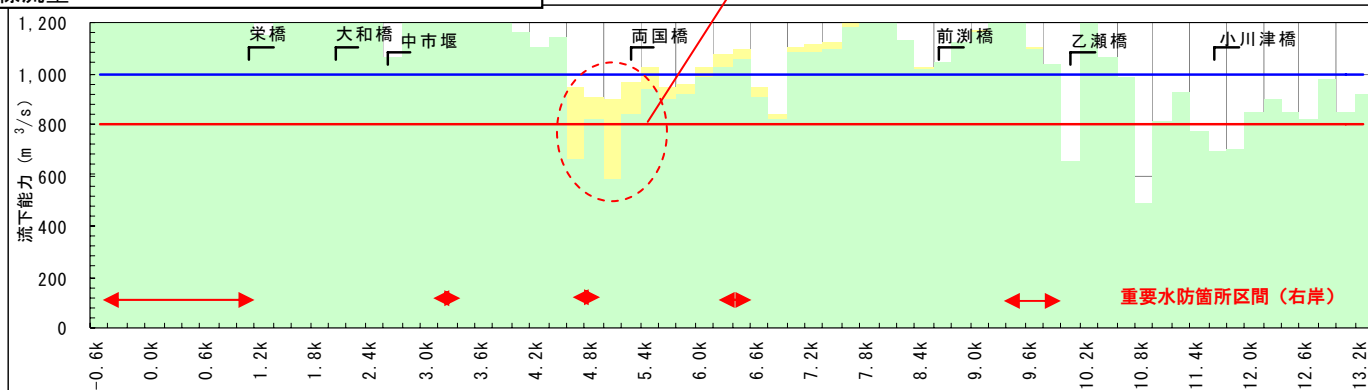 栄橋
大和橋
中市堰
両国橋
前渕橋
乙瀬橋
小川津橋
流下能力 (m³/s)
1,200
1,000
800
600
400
200
0
重要水防箇所区間（右岸）
-0.6k
0.0k
0.6k
1.2k
1.8k
2.4k
3.0k
3.6k
4.2k
4.8k
5.4k
6.0k
6.6k
7.2k
7.8k
8.4k
9.0k
9.6k
10.2k
10.8k
11.4k
12.0k
12.6k
13.2k